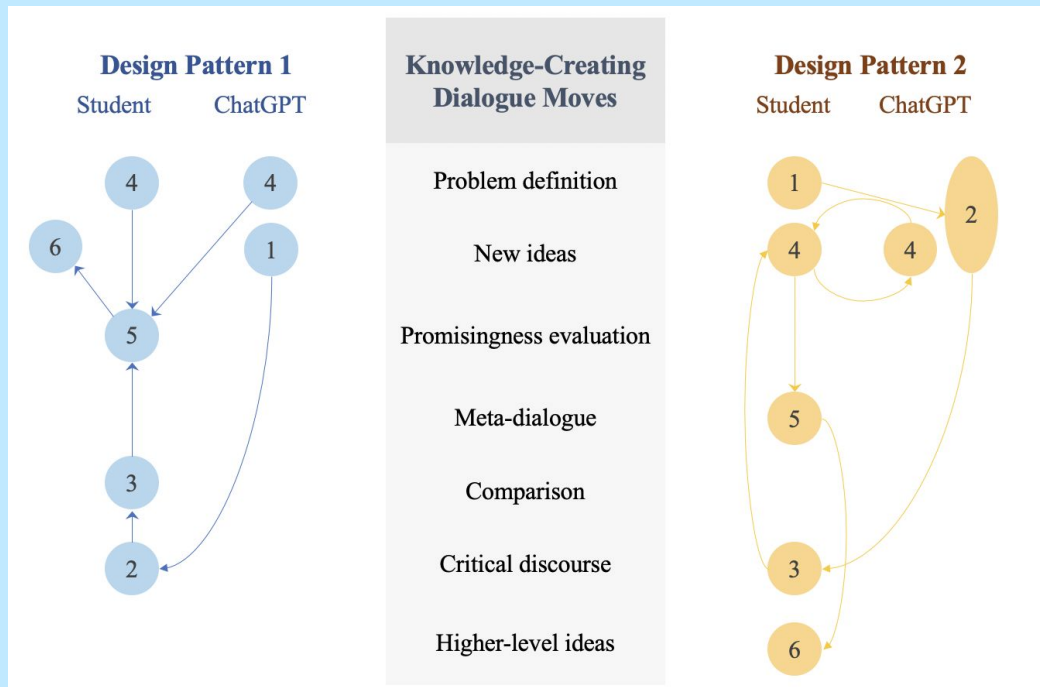 Design Pattern 1
Student ChatGPT
4 4
6 1
5
3
2
Knowledge-Creating
Dialogue Moves
Problem definition
New ideas
Promisingness evaluation
Meta-dialogue
Comparison
Critical discourse
Higher-level ideas
Design Pattern 2
Student ChatGPT
1 2
4 4
5
3
6